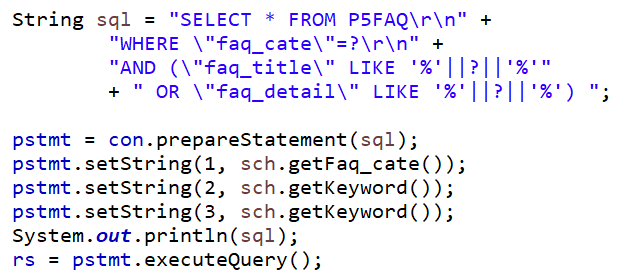 String sql = "SELECT * FROM P5FAQ\r\n" +
"WHERE \"faq_cate\"=?\r\n" +
"AND (\"faq_title\" LIKE '%'||?||'%'"
+ " OR \"faq_detail\" LIKE '%'||?||'%') ";
pstmt = con.prepareStatement(sql);
pstmt.setString(1, sch.getFaq_cate());
pstmt.setString(2, sch.getKeyword());
pstmt.setString(3, sch.getKeyword());
System.out.println(sql);
rs = pstmt.executeQuery();